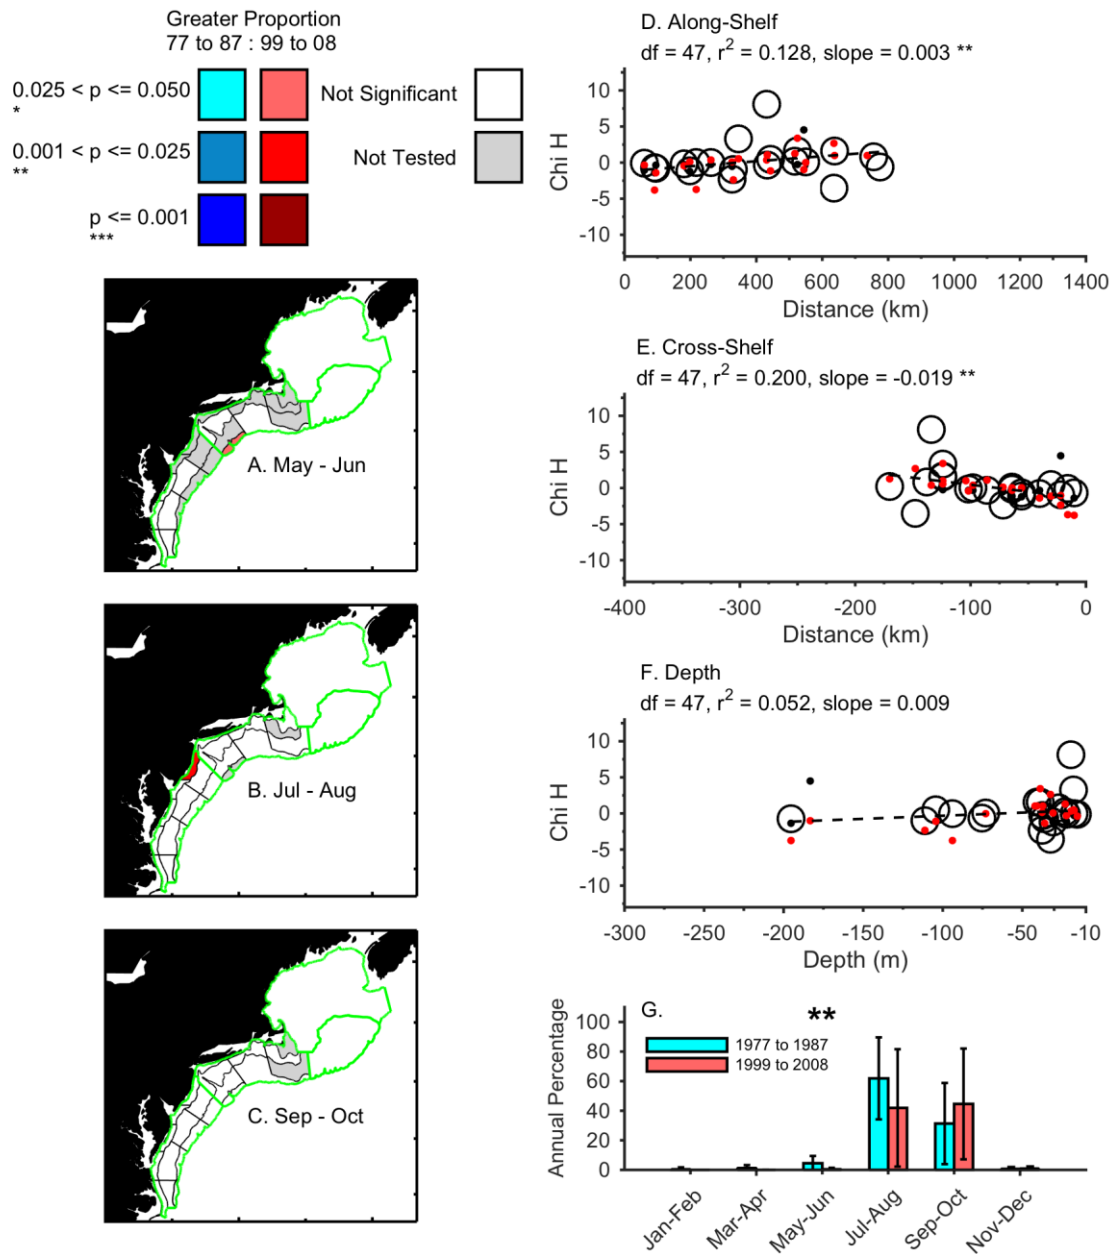 Greater Proportion
77 to 87 : 99 to 08
0.025 < p <= 0.050
*
0.001 < p <= 0.025
**
p <= 0.001
***
Not Significant
Not Tested
A. May - Jun
B. Jul - Aug
C. Sep - Oct
D. Along-Shelf
df = 47, r² = 0.128, slope = 0.003 **
10
5
0
-5
-10
Chi H
0 200 400 600 800 1000 1200 1400
Distance (km)
E. Cross-Shelf
df = 47, r² = 0.200, slope = -0.019 **
10
5
0
-5
-10
Chi H
-400 -300 -200 -100 0
Distance (km)
F. Depth
df = 47, r² = 0.052, slope = 0.009
10
5
0
-5
-10
Chi H
-300 -250 -200 -150 -100 -50 -10
Depth (m)
G.
**
1977 to 1987
1999 to 2008
100
80
60
40
20
0
Annual Percentage
Jan-Feb
Mar-Apr
May-Jun
Jul-Aug
Sep-Oct
Nov-Dec